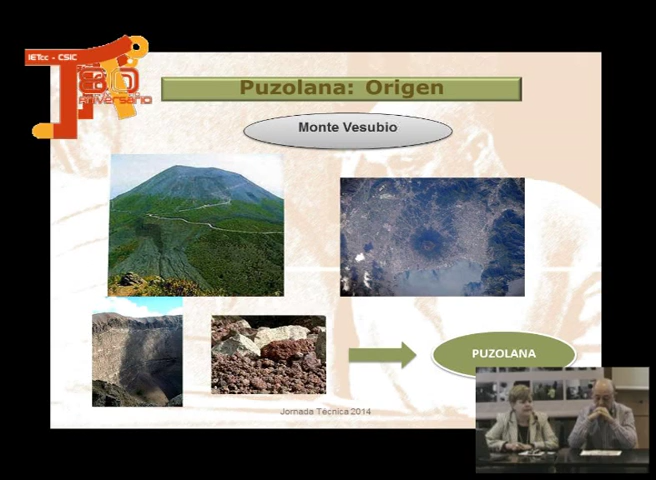 IETcc - CSIC
80
Aniversario
Puzolana: Origen
Monte Vesubio
PUZOLANA
Jornada Técnica 2014